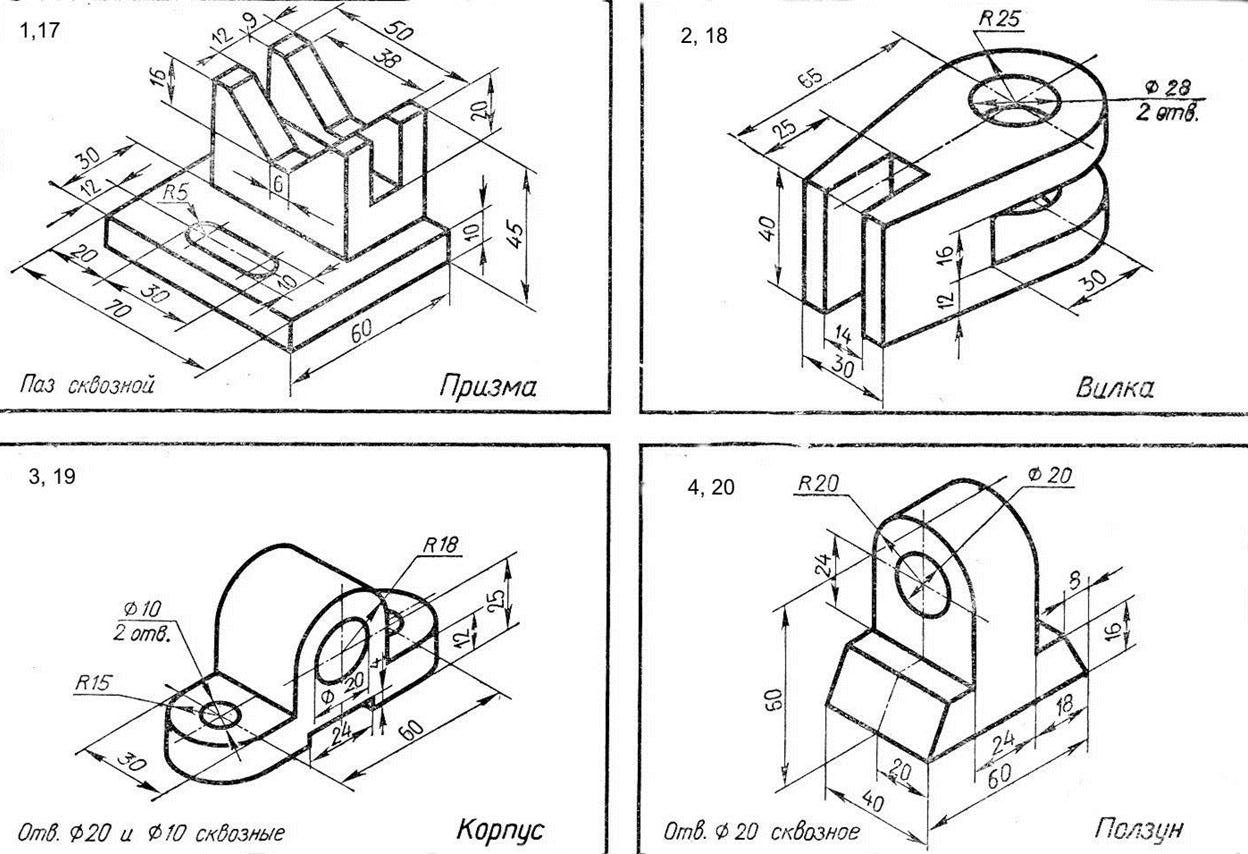 1,17
9
12
50
38
16
20
30
12
R5
6
45
10
20
30
10
70
60
Паз сквозной
Призма
2, 18
R25
65
Ф 28
2 отв.
25
40
16
30
12
14
30
Вилка
3, 19
R18
Ф10
2 отв.
25
12
R15
4
Ф 20
24
60
30
Отв. Ф20 и Ф10 сквозные
Корпус
4, 20
R20
Ф 20
24
8
16
60
18
24
20
60
40
Отв. Ф 20 сквозное
Ползун